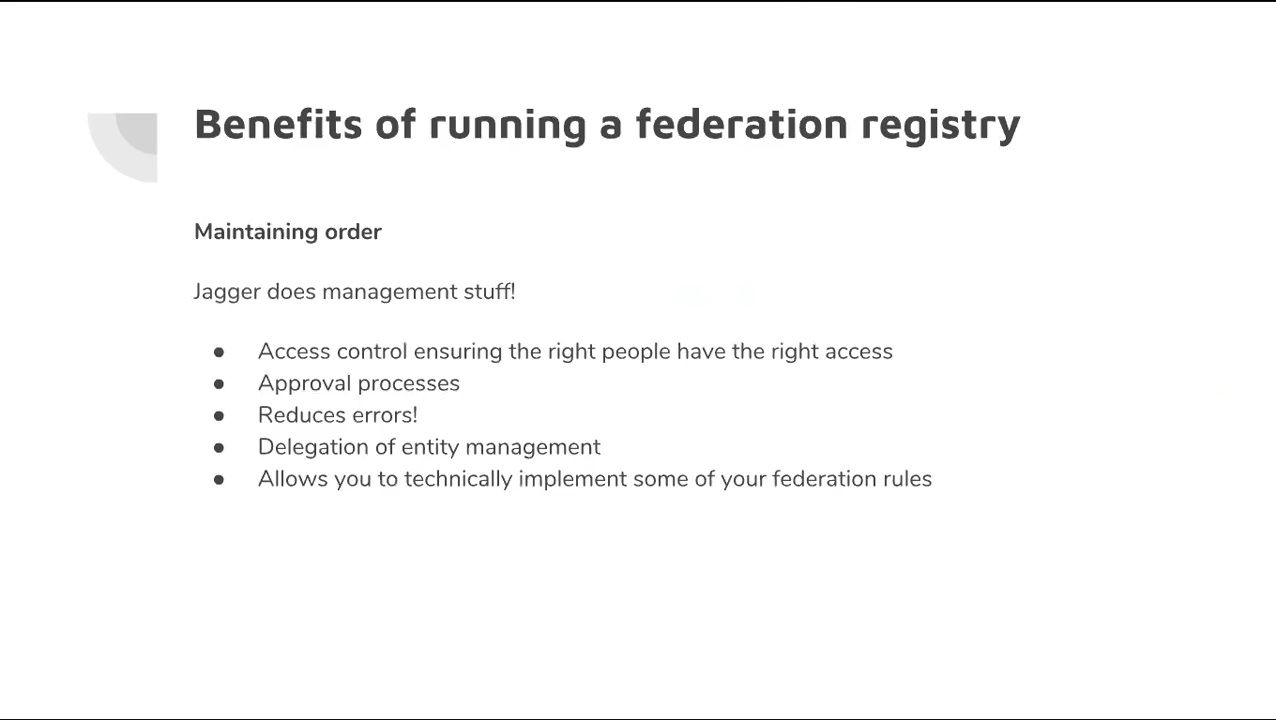 Benefits of running a federation registry
Maintaining order
Jagger does management stuff!
● Access control ensuring the right people have the right access
● Approval processes
● Reduces errors!
● Delegation of entity management
● Allows you to technically implement some of your federation rules